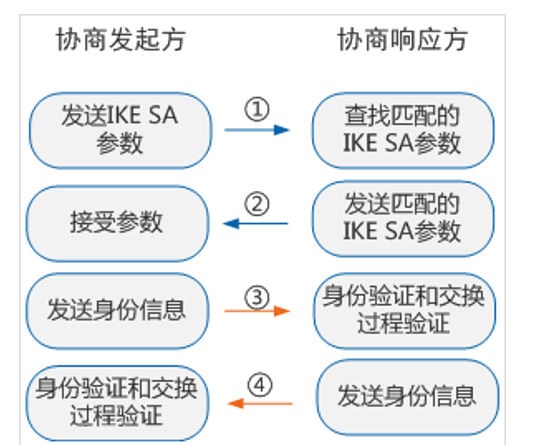 协商发起方
协商响应方
发送IKE SA
参数
①
查找匹配的
IKE SA参数
接受参数
②
发送匹配的
IKE SA参数
发送身份信息
③
身份验证和交换
过程验证
身份验证和交换
过程验证
④
发送身份信息